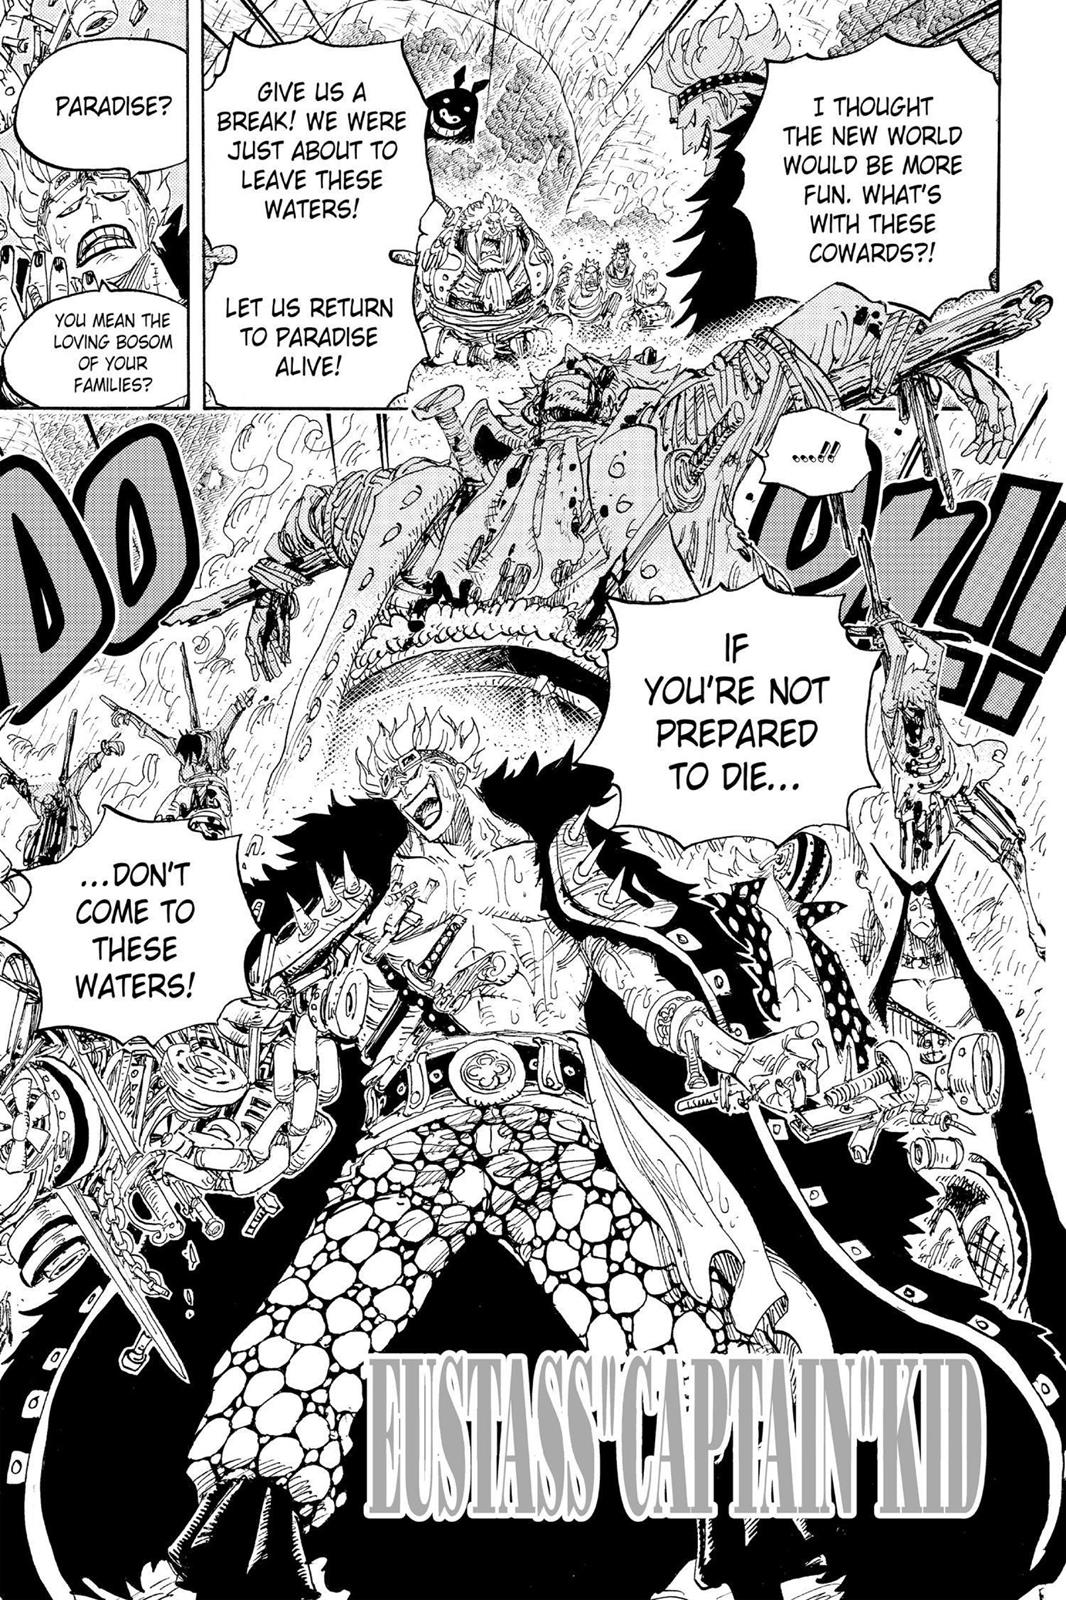 I THOUGHT
THE NEW WORLD
WOULD BE MORE
FUN. WHAT'S
WITH THESE
COWARDS?!
GIVE US A
BREAK! WE WERE
JUST ABOUT TO
LEAVE THESE
WATERS!
LET US RETURN
TO PARADISE
ALIVE!
PARADISE?
YOU MEAN THE
LOVING BOSOM
OF YOUR
FAMILIES?
...!!
DOOM!!
IF
YOU'RE NOT
PREPARED
TO DIE...
...DON'T
COME TO
THESE
WATERS!
EUSTASS"CAPTAIN"KID